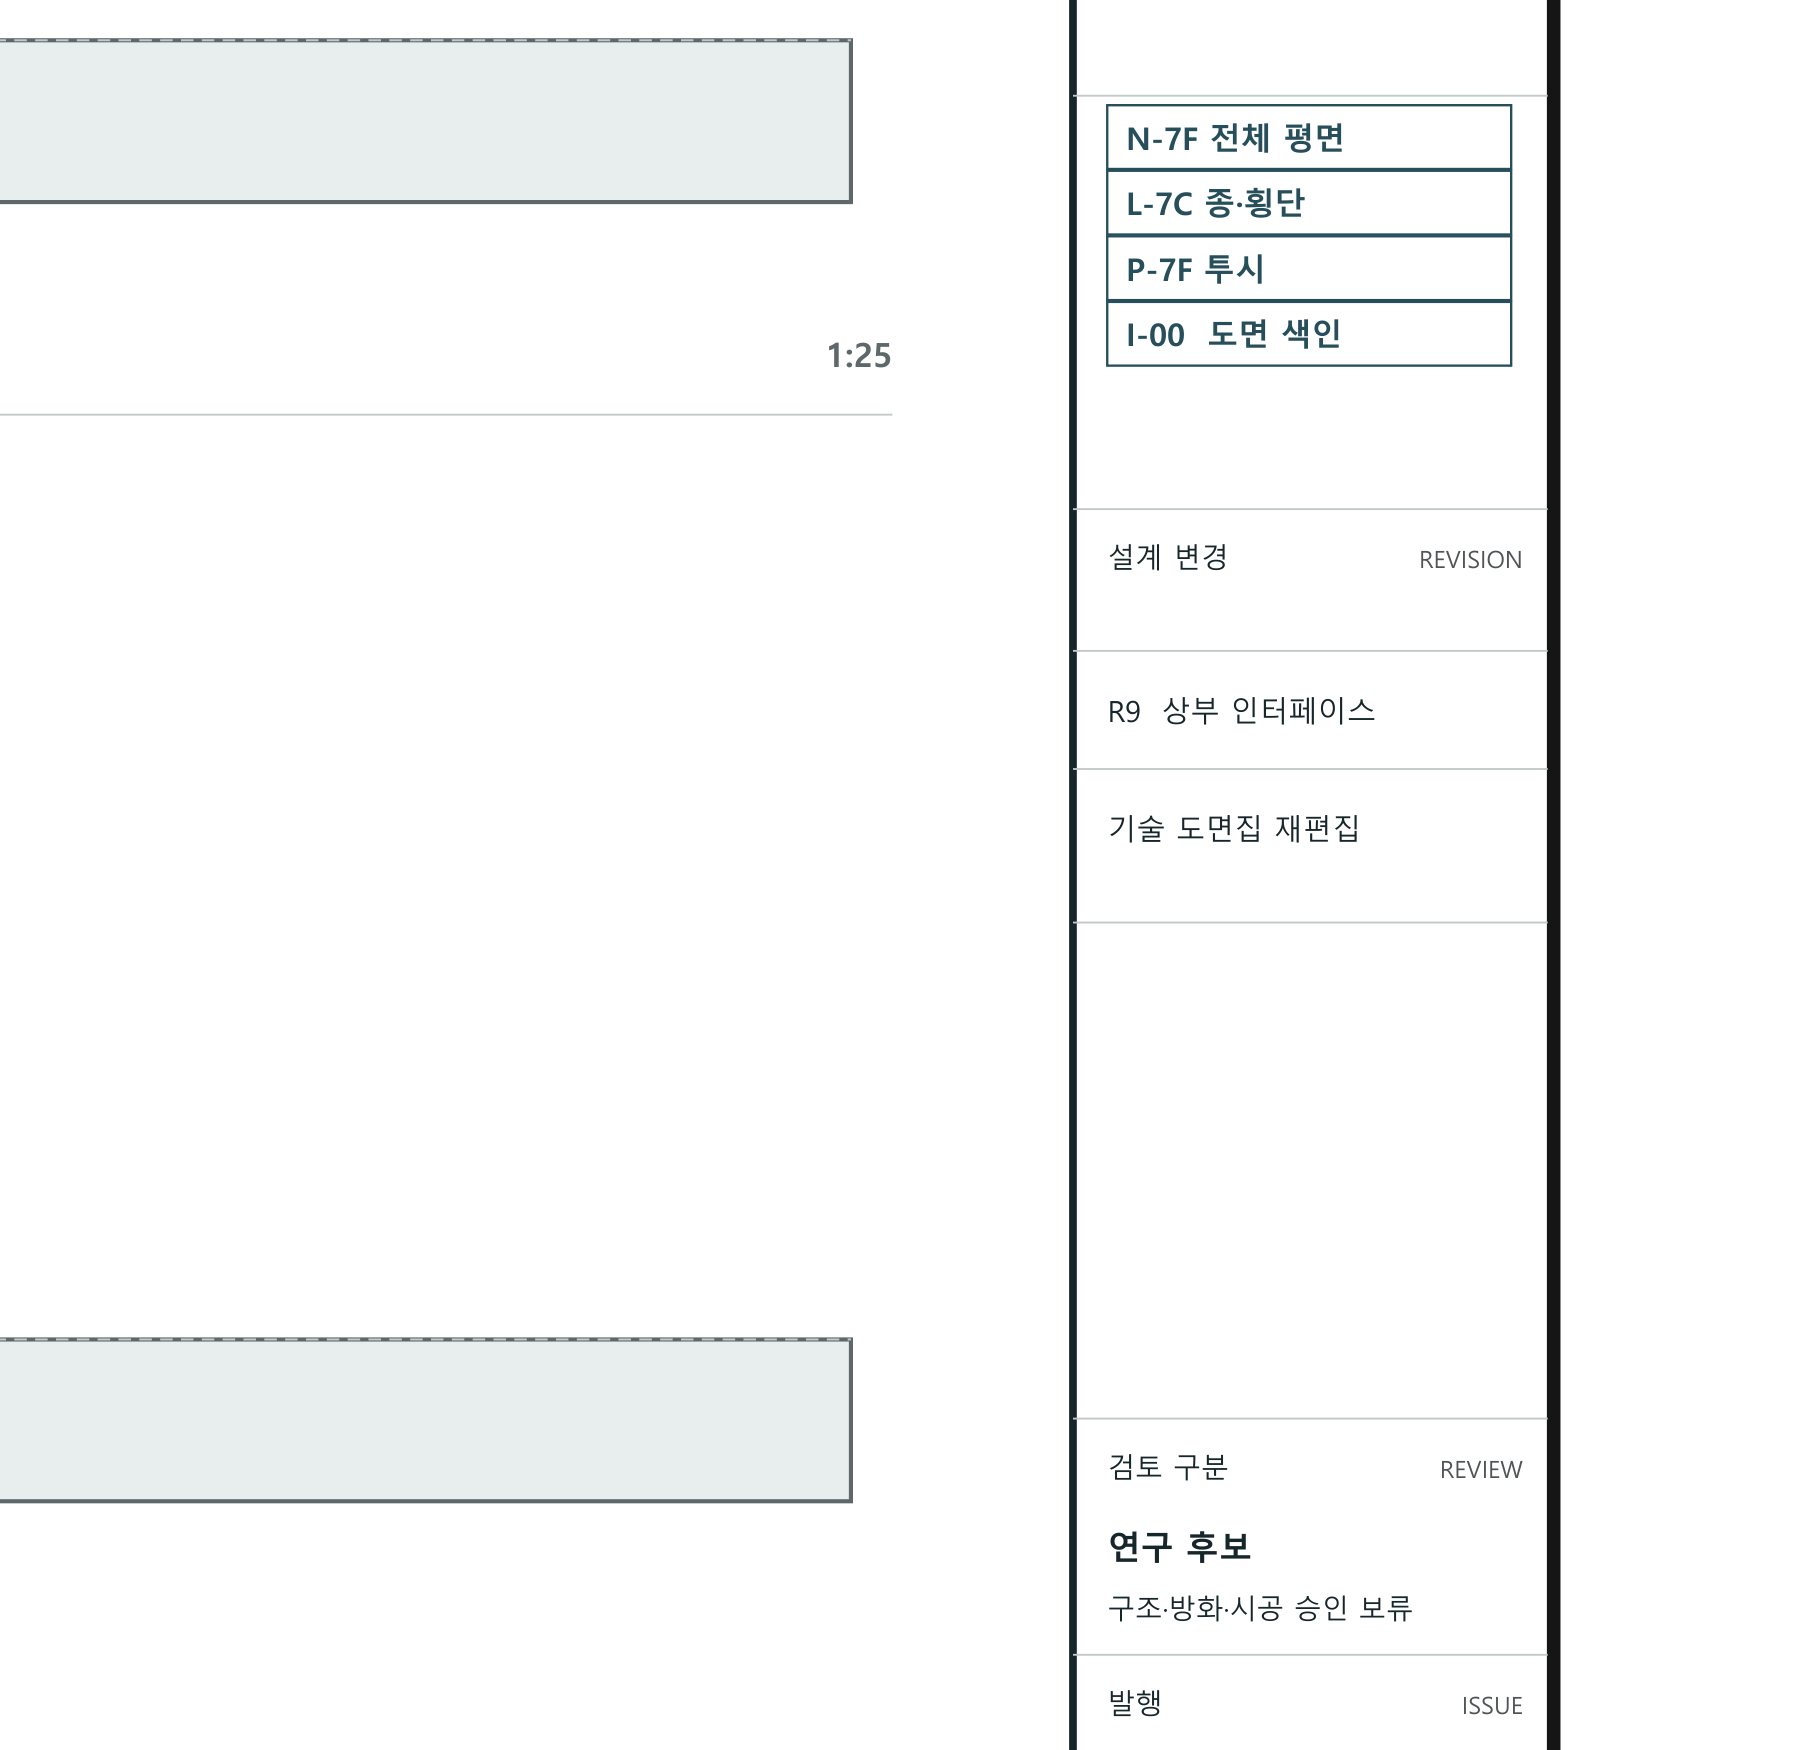 N-7F 전체 평면
L-7C 종·횡단
P-7F 투시
I-00 도면 색인
1:25
설계 변경 REVISION
R9 상부 인터페이스
기술 도면집 재편집
검토 구분 REVIEW
연구 후보
구조·방화·시공 승인 보류
발행 ISSUE